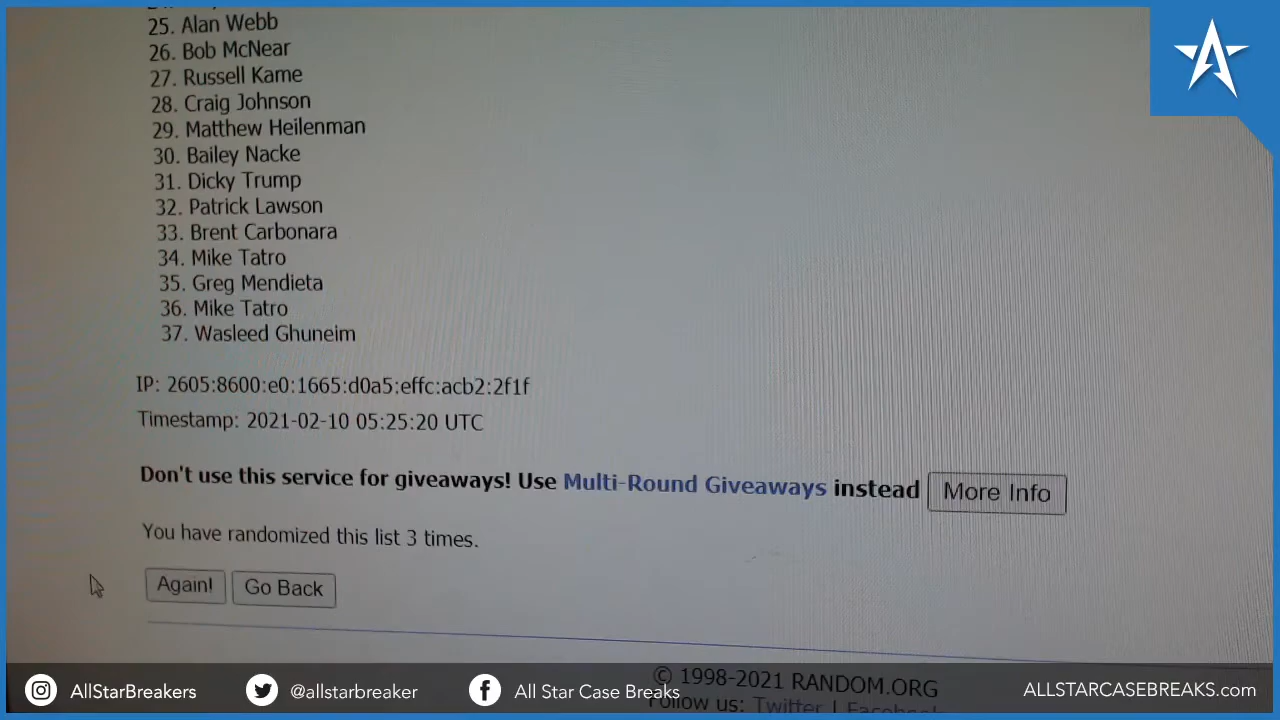 25. Alan Webb
26. Bob McNear
27. Russell Kame
28. Craig Johnson
29. Matthew Heilenman
30. Bailey Nacke
31. Dicky Trump
32. Patrick Lawson
33. Brent Carbonara
34. Mike Tatro
35. Greg Mendieta
36. Mike Tatro
37. Wasleed Ghuneim
IP: 2605:8600:e0:1665:d0a5:effc:acb2:2f1f
Timestamp: 2021-02-10 05:25:20 UTC
Don't use this service for giveaways! Use Multi-Round Giveaways instead More Info
You have randomized this list 3 times.
Again! Go Back
© 1998-2021 RANDOM.ORG
Follow us: Twitter | Facebook
AllStarBreakers @allstarbreaker All Star Case Breaks ALLSTARCASEBREAKS.com